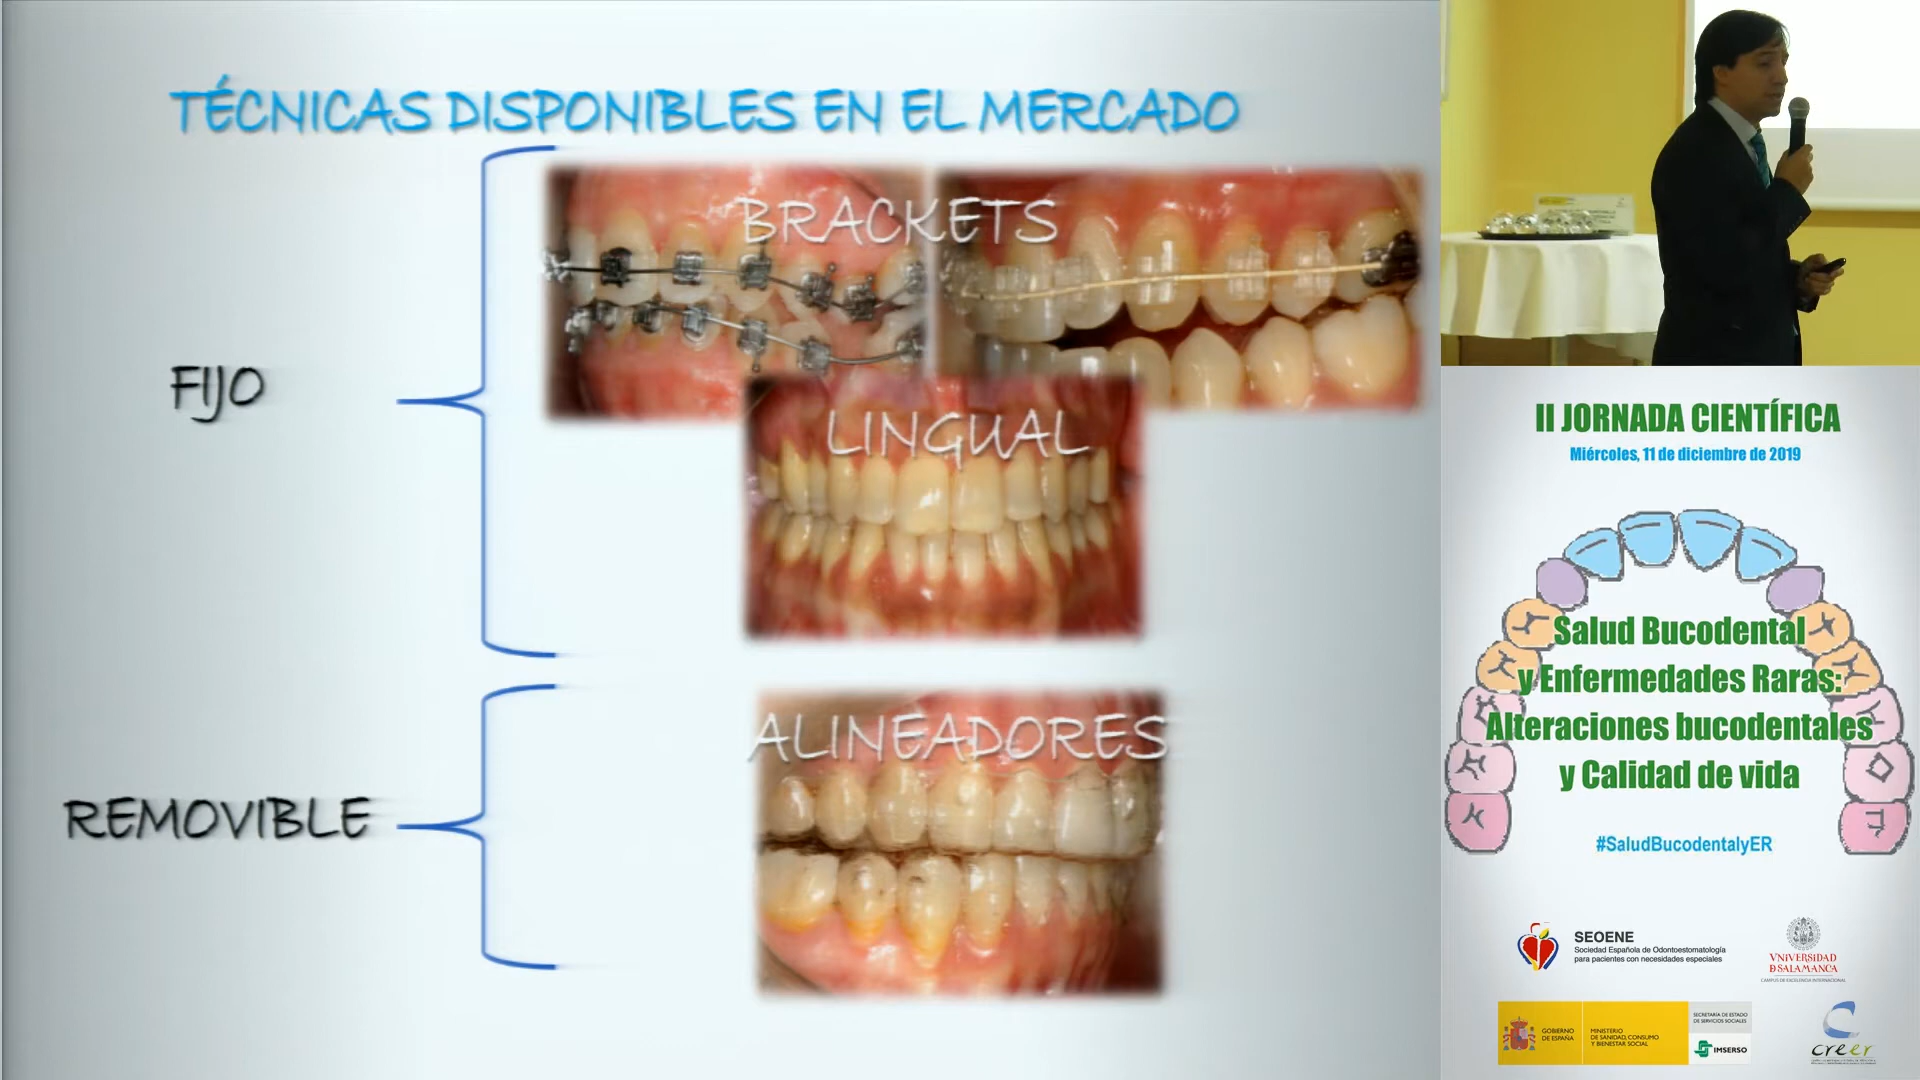 TÉCNICAS DISPONIBLES EN EL MERCADO
BRACKETS
LINGUAL
FIJO
ALINEADORES
REMOVIBLE
II JORNADA CIENTÍFICA
Miércoles, 11 de diciembre de 2019
Salud Bucodental
y Enfermedades Raras:
Alteraciones bucodentales
y Calidad de vida
#SaludBucodentalyER
SEOENE
Sociedad Española de Odontoestomatología
para pacientes con necesidades especiales
VNIVERSIDAD
D SALAMANCA
CAMPUS DE EXCELENCIA INTERNACIONAL
GOBIERNO
DE ESPAÑA
MINISTERIO
DE SANIDAD, CONSUMO
Y BIENESTAR SOCIAL
SECRETARÍA DE ESTADO
DE SERVICIOS SOCIALES
IMSERSO
creer